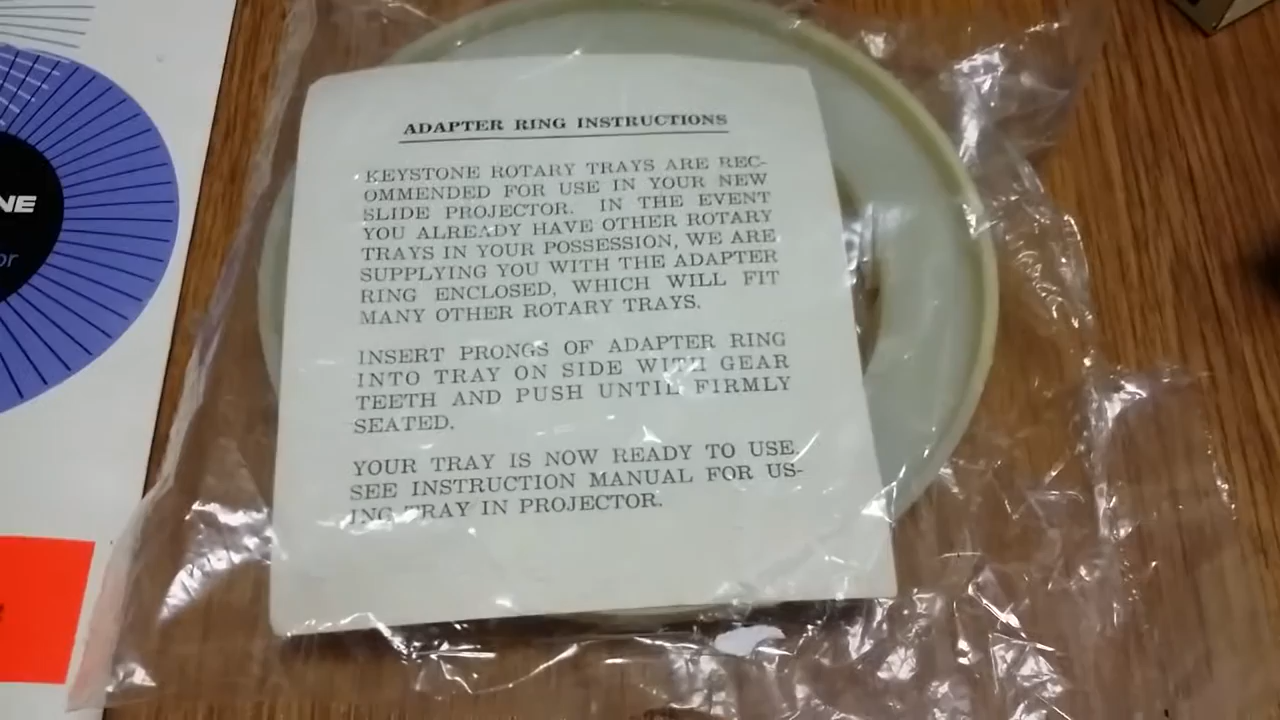 ADAPTER RING INSTRUCTIONS
KEYSTONE ROTARY TRAYS ARE REC-
OMMENDED FOR USE IN YOUR NEW
SLIDE PROJECTOR. IN THE EVENT
YOU ALREADY HAVE OTHER ROTARY
TRAYS IN YOUR POSSESSION, WE ARE
SUPPLYING YOU WITH THE ADAPTER
RING ENCLOSED, WHICH WILL FIT
MANY OTHER ROTARY TRAYS.
INSERT PRONGS OF ADAPTER RING
INTO TRAY ON SIDE WITH GEAR
TEETH AND PUSH UNTIL FIRMLY
SEATED.
YOUR TRAY IS NOW READY TO USE.
SEE INSTRUCTION MANUAL FOR US-
ING TRAY IN PROJECTOR.
NE
or